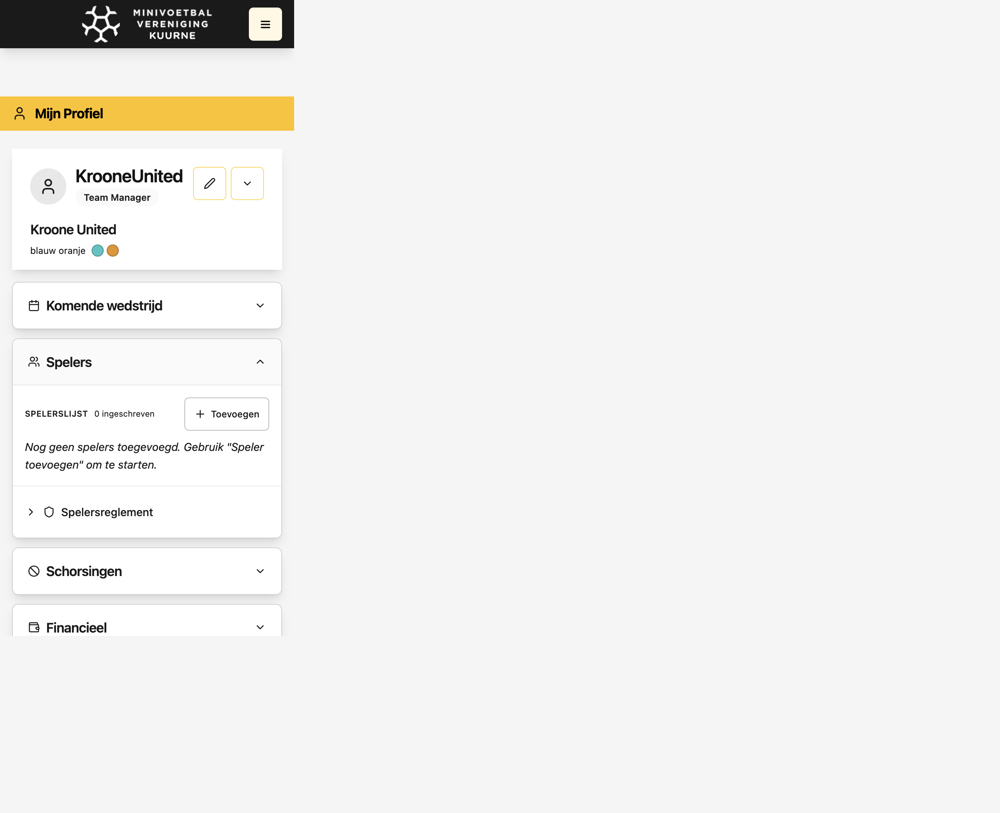 MINIVOETBAL
VERENIGING
KUURNE
Mijn Profiel
KrooneUnited
Team Manager
Kroone United
blauw oranje
Komende wedstrijd
Spelers
SPELERSLIJST 0 ingeschreven
Toevoegen
Nog geen spelers toegevoegd. Gebruik "Speler
toevoegen" om te starten.
Spelersreglement
Schorsingen
Financieel